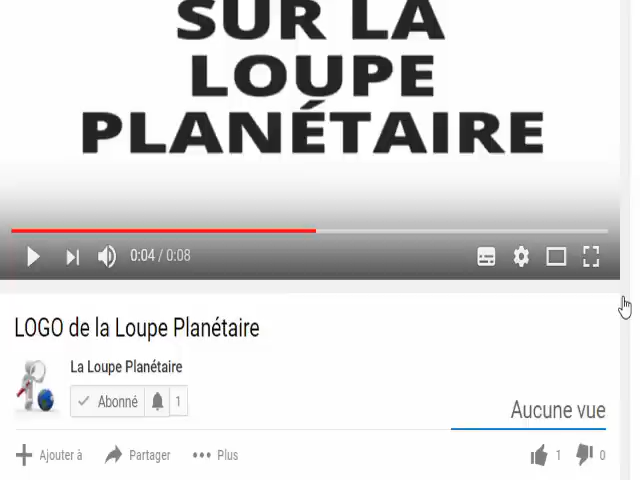 SUR LA
LOUPE
PLANÉTAIRE
0:04 / 0:08
LOGO de la Loupe Planétaire
La Loupe Planétaire
Abonné 1
Aucune vue
Ajouter à Partager Plus 1 0